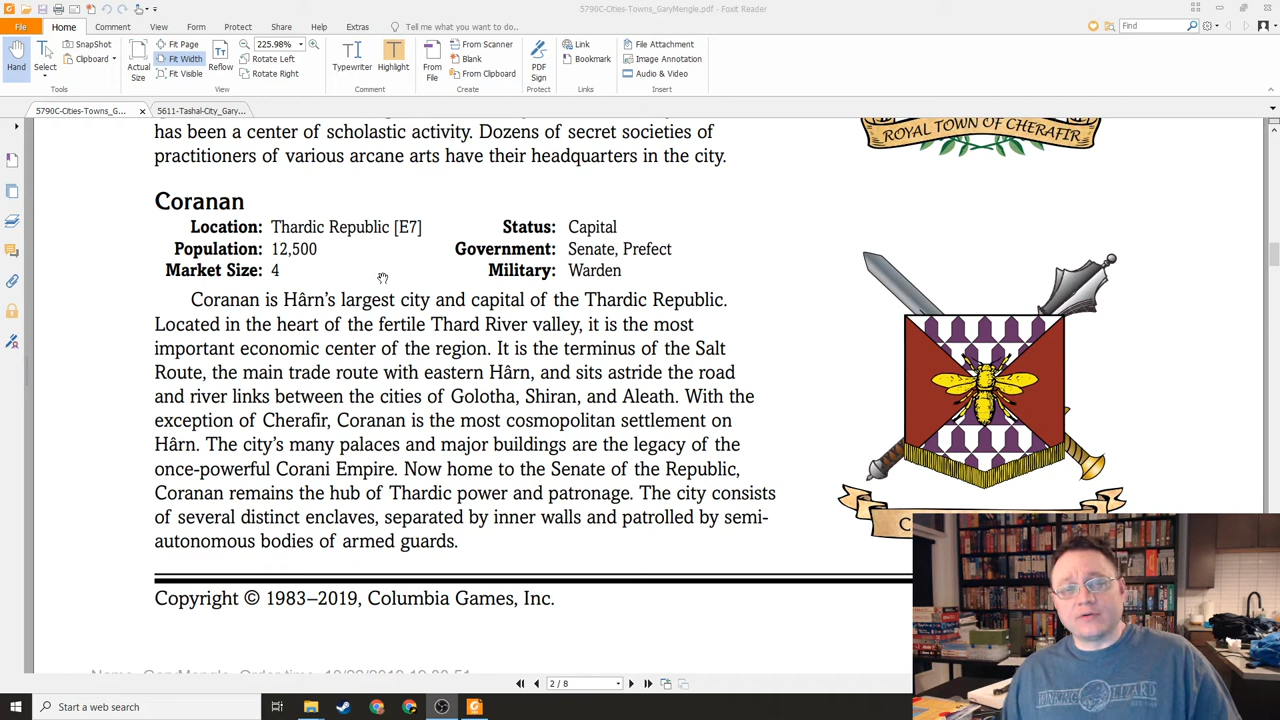 5790C-Cities-Towns_GaryMengle.pdf - Foxit Reader
File Home Comment View Form Protect Share Help Extras Tell me what you want to do... Find
Hand
Select
SnapShot
Clipboard
Actual Size
Fit Page
Fit Width
Fit Visible
Reflow
225.98%
Rotate Left
Rotate Right
Typewriter
Highlight
From File
From Scanner
Blank
From Clipboard
PDF Sign
Link
Bookmark
File Attachment
Image Annotation
Audio & Video
Tools View Comment Create Protect Links Insert
5790C-Cities-Towns_G... 5611-Tashal-City_Gary...
has been a center of scholastic activity. Dozens of secret societies of
practitioners of various arcane arts have their headquarters in the city.
ROYAL TOWN OF CHERAFIR
Coranan
Location: Thardic Republic [E7] Status: Capital
Population: 12,500 Government: Senate, Prefect
Market Size: 4 Military: Warden
Coranan is Hârn's largest city and capital of the Thardic Republic.
Located in the heart of the fertile Thard River valley, it is the most
important economic center of the region. It is the terminus of the Salt
Route, the main trade route with eastern Hârn, and sits astride the road
and river links between the cities of Golotha, Shiran, and Aleath. With the
exception of Cherafir, Coranan is the most cosmopolitan settlement on
Hârn. The city's many palaces and major buildings are the legacy of the
once-powerful Corani Empire. Now home to the Senate of the Republic,
Coranan remains the hub of Thardic power and patronage. The city consists
of several distinct enclaves, separated by inner walls and patrolled by semi-
autonomous bodies of armed guards.
Copyright © 1983–2019, Columbia Games, Inc.
WINKING LIZARD
2 / 8
Start a web search